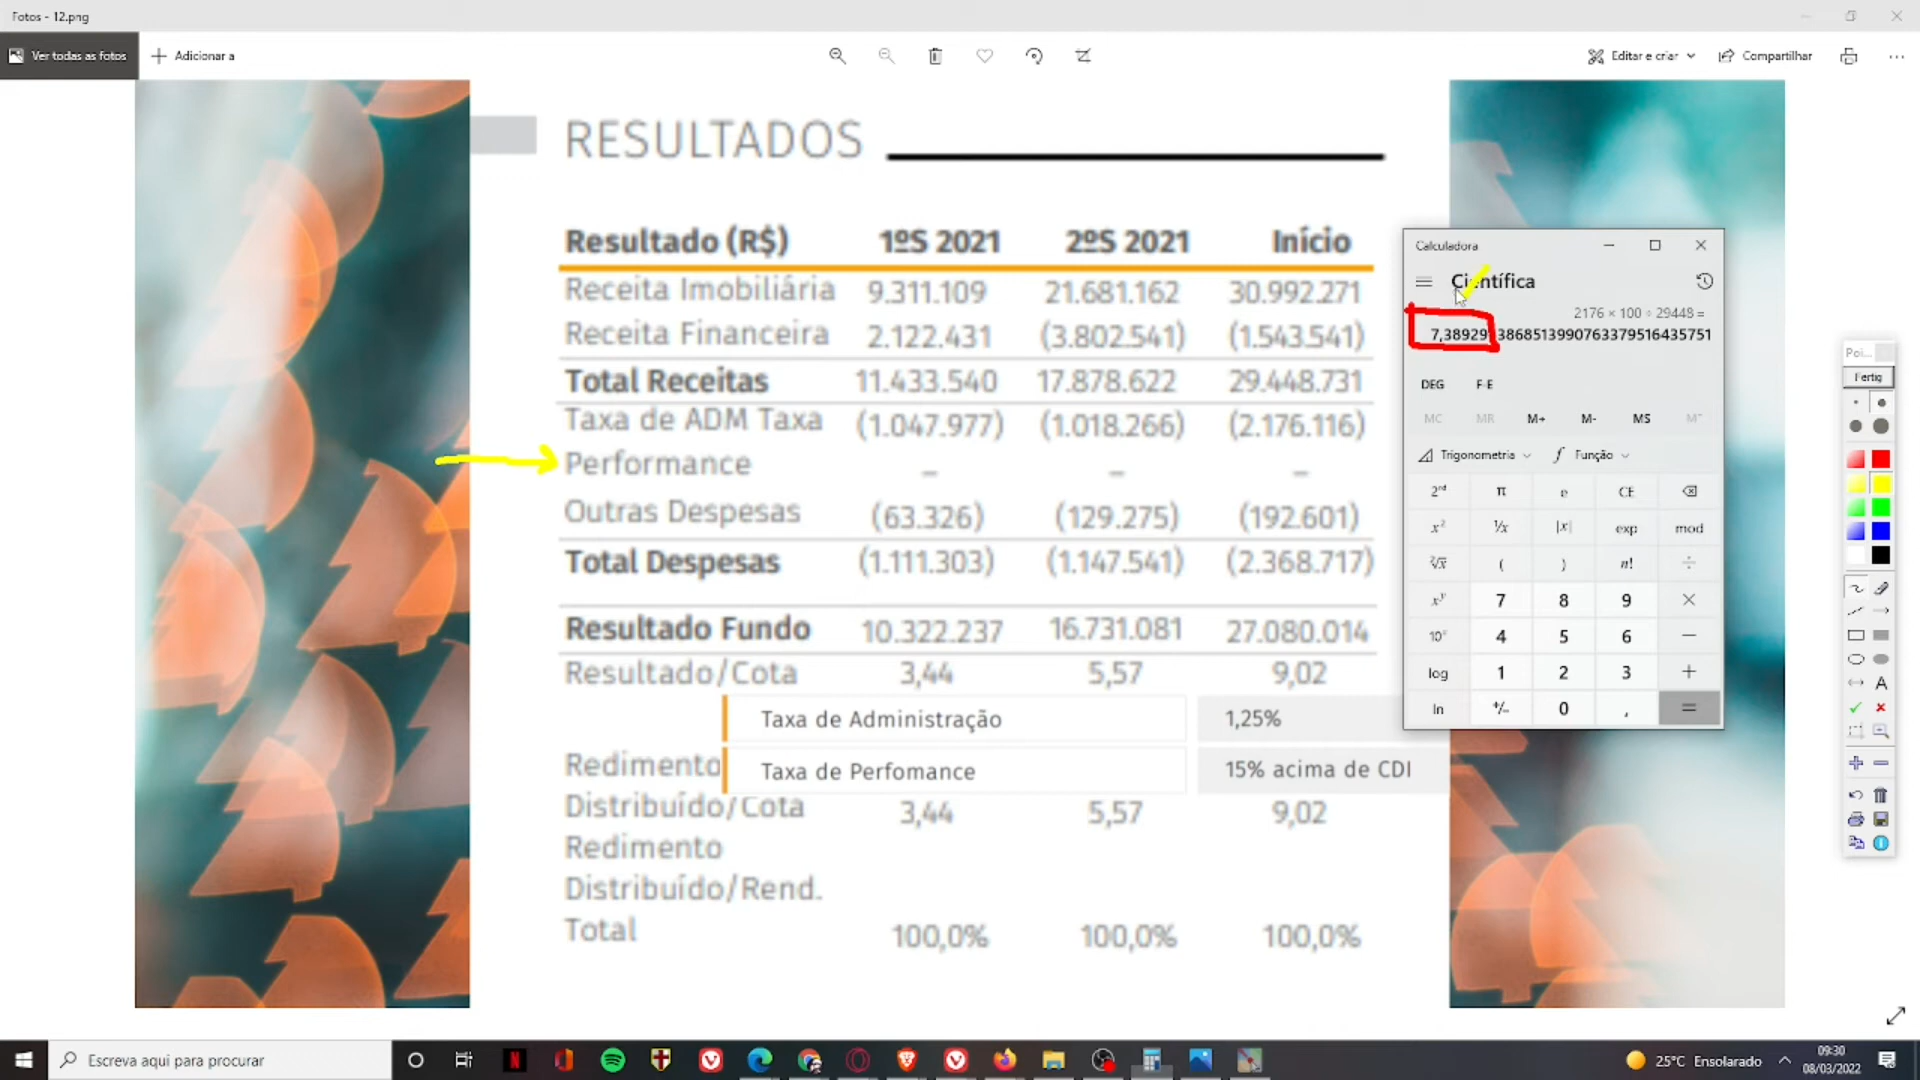 Fotos - 12.png
Ver todas as fotos
Adicionar a
Editar e criar
Compartilhar
RESULTADOS
Resultado (R$) 1ºS 2021 2ºS 2021 Início
Receita Imobiliária 9.311.109 21.681.162 30.992.271
Receita Financeira 2.122.431 (3.802.541) (1.543.541)
Total Receitas 11.433.540 17.878.622 29.448.731
Taxa de ADM Taxa (1.047.977) (1.018.266) (2.176.116)
Performance – – –
Outras Despesas (63.326) (129.275) (192.601)
Total Despesas (1.111.303) (1.147.541) (2.368.717)
Resultado Fundo 10.322.237 16.731.081 27.080.014
Resultado/Cota 3,44 5,57 9,02
Taxa de Administração 1,25%
Redimento
Taxa de Perfomance 15% acima de CDI
Distribuído/Cota 3,44 5,57 9,02
Redimento
Distribuído/Rend.
Total 100,0% 100,0% 100,0%
Calculadora
Científica
2176 × 100 ÷ 29448 =
DEG F-E
MC MR M+ M- MS M˅
Trigonometria Função
2ⁿᵈ π e CE
x² ¹/x |x| exp mod
²√x ( ) n! ÷
xʸ 7 8 9 ×
10ˣ 4 5 6 −
log 1 2 3 +
ln +/− 0 , =
Poi...
Fertig
A
Escreva aqui para procurar
25°C Ensolarado
09:30
08/03/2022